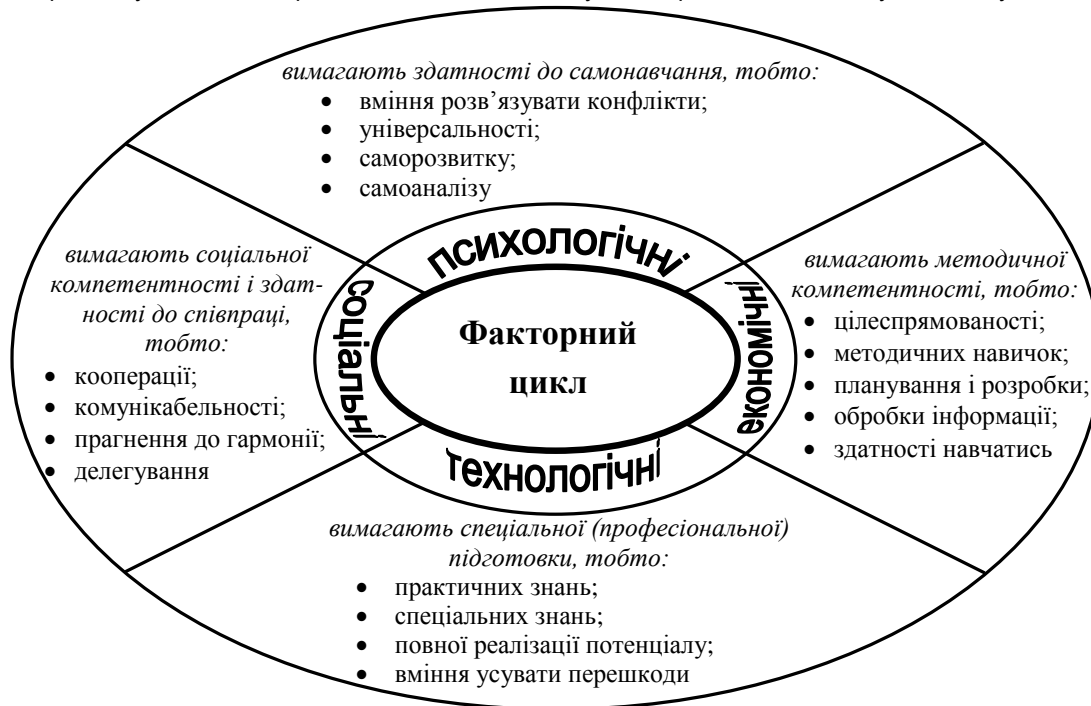 вимагають здатності до самонавчання, тобто:
• вміння розв’язувати конфлікти;
• універсальності;
• саморозвитку;
• самоаналізу
психологічні
вимагають соціальної
компетентності і здат-
ності до співпраці,
тобто:
• кооперації;
• комунікабельності;
• прагнення до гармонії;
• делегування
соціальні
Факторний
цикл
економічні
вимагають методичної
компетентності, тобто:
• цілеспрямованості;
• методичних навичок;
• планування і розробки;
• обробки інформації;
• здатності навчатись
технологічні
вимагають спеціальної (професіональної)
підготовки, тобто:
• практичних знань;
• спеціальних знань;
• повної реалізації потенціалу;
• вміння усувати перешкоди